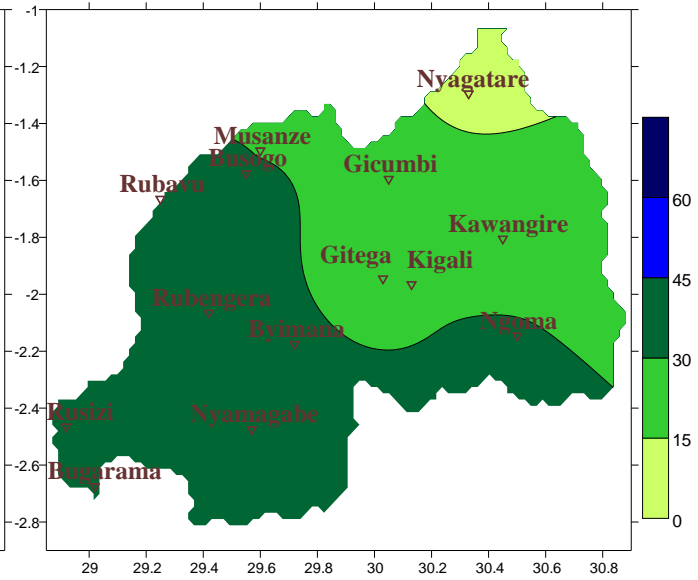 -1
-1.2
-1.4
-1.6
-1.8
-2
-2.2
-2.4
-2.6
-2.8
Nyagatare
Musanze
Busogo
Gicumbi
Rubavu
Kawangire
Gitega
Kigali
Rubengera
Byimana
Ngoma
Rusizi
Nyamagabe
Bugarama
60
45
30
15
0
29
29.2
29.4
29.6
29.8
30
30.2
30.4
30.6
30.8